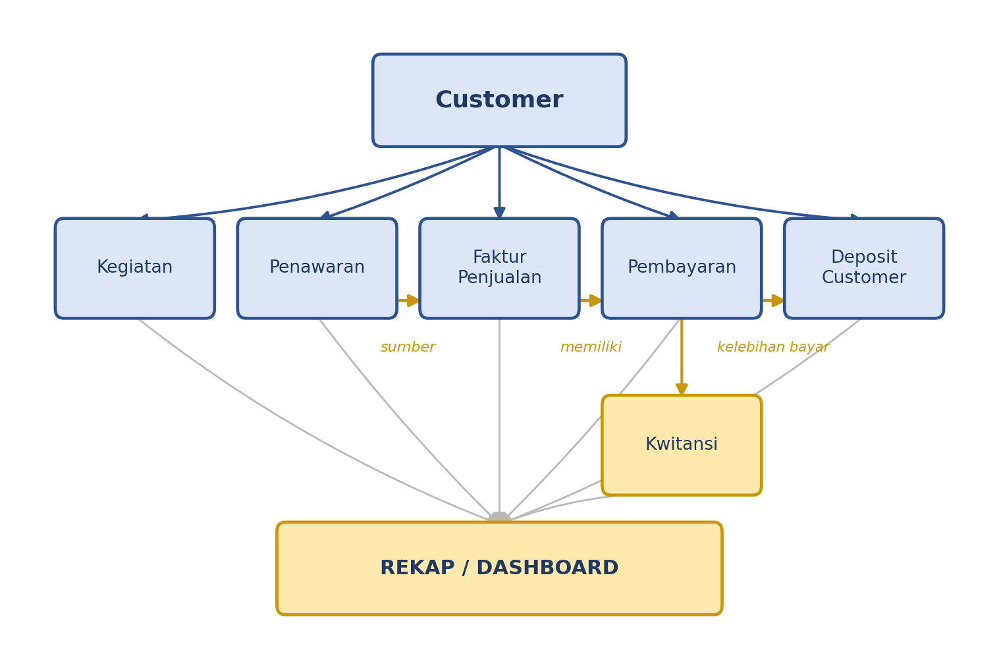 Customer
Kegiatan
Penawaran
Faktur
Penjualan
Pembayaran
Deposit
Customer
sumber
memiliki
kelebihan bayar
Kwitansi
REKAP / DASHBOARD